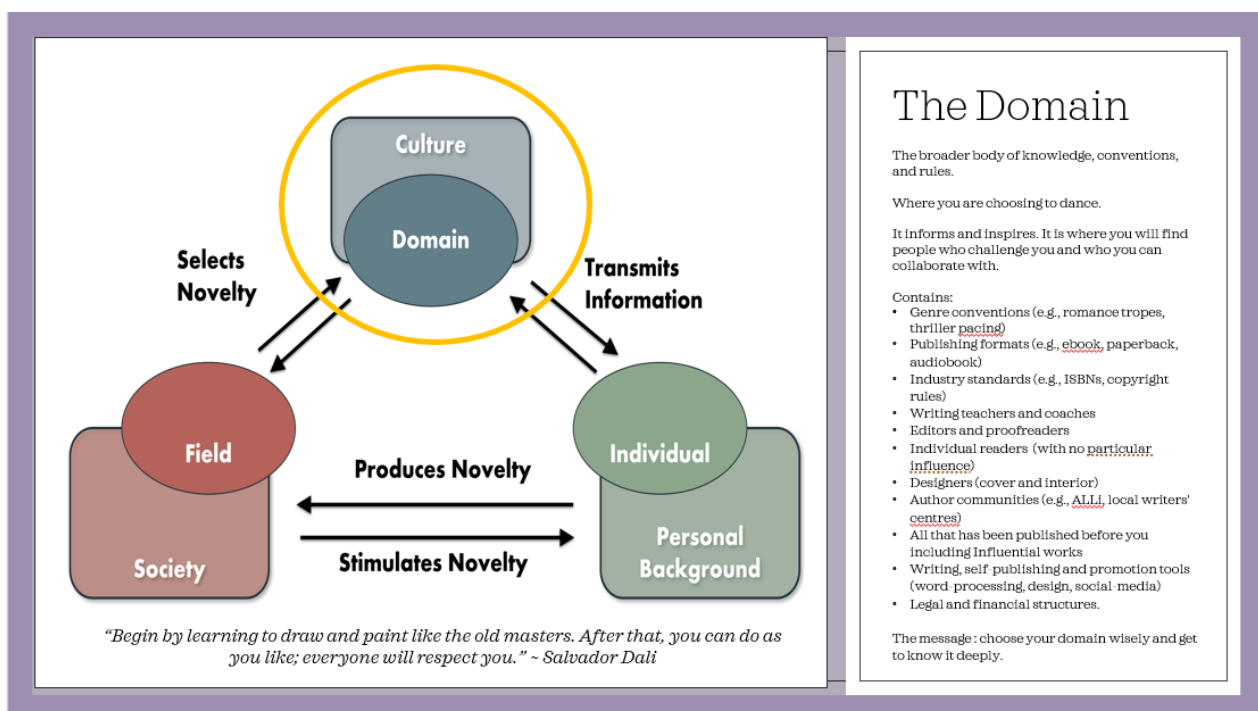 Culture
Domain
Selects
Novelty
Transmits
Information
Field
Society
Produces Novelty
Stimulates Novelty
Individual
Personal
Background
“Begin by learning to draw and paint like the old masters. After that, you can do as
you like; everyone will respect you.” ~ Salvador Dali
The Domain
The broader body of knowledge, conventions,
and rules.
Where you are choosing to dance.
It informs and inspires. It is where you will find
people who challenge you and who you can
collaborate with.
Contains:
• Genre conventions (e.g., romance tropes,
thriller pacing)
• Publishing formats (e.g., ebook, paperback,
audiobook)
• Industry standards (e.g., ISBNs, copyright
rules)
• Writing teachers and coaches
• Editors and proofreaders
• Individual readers (with no particular
influence)
• Designers (cover and interior)
• Author communities (e.g., ALLi, local writers'
centres)
• All that has been published before you
including Influential works
• Writing, self-publishing and promotion tools
(word-processing, design, social-media)
• Legal and financial structures.
The message : choose your domain wisely and get
to know it deeply.